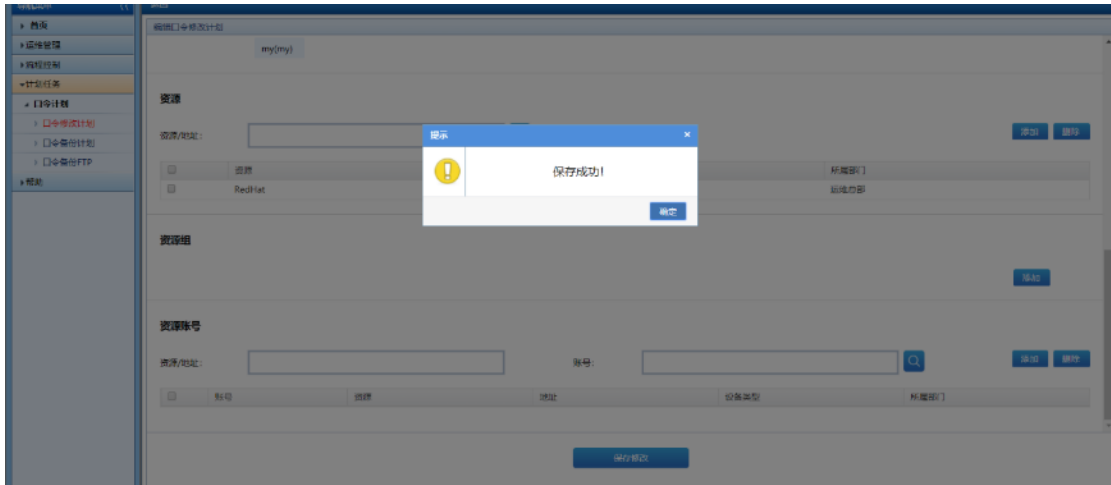 首页
编辑口令修改计划
运维管理
my(my)
流程控制
计划任务
口令计划
资源
口令修改计划
资源/地址:
提示
×
添加
删除
口令备份计划
口令备份FTP
资源
保存成功!
所属部门
帮助
RedHat
运维总部
确定
资源组
添加
资源账号
资源/地址:
账号:
添加
删除
账号
资源
地址
设备类型
所属部门
保存修改